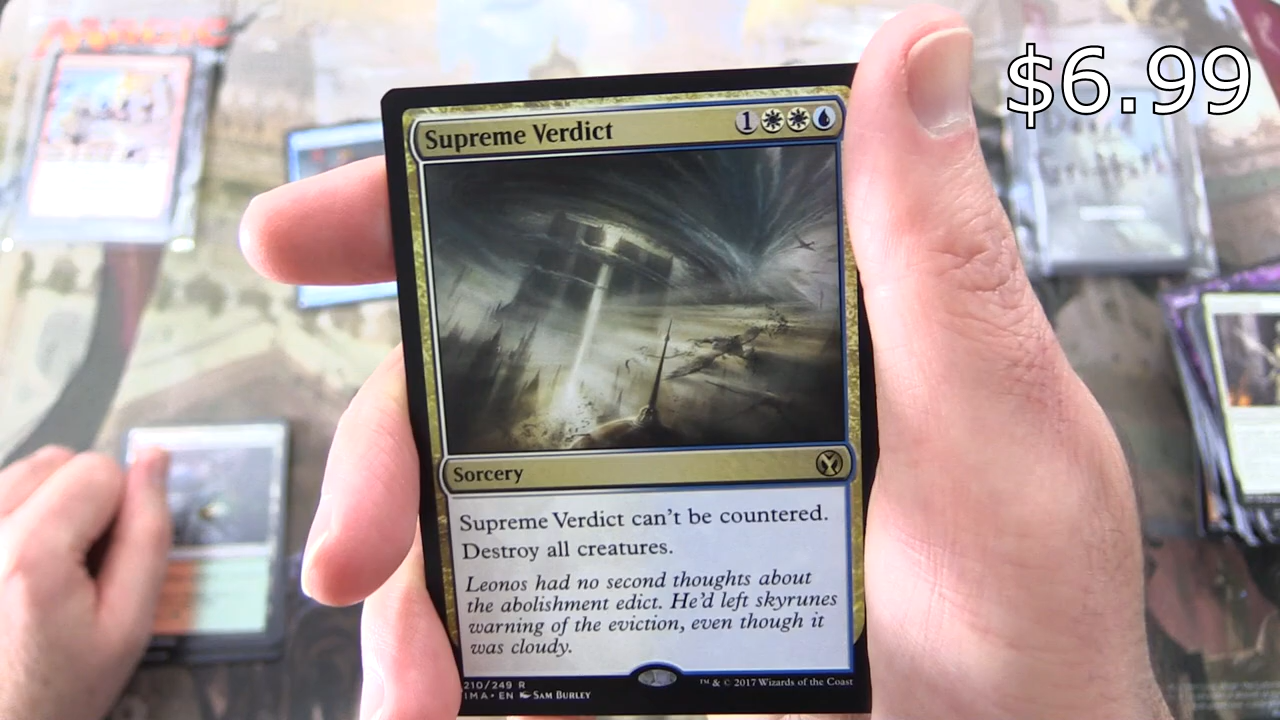 MAGIC
$6.99
Supreme Verdict 1
Sorcery
Supreme Verdict can't be countered.
Destroy all creatures.
Leonos had no second thoughts about
the abolishment edict. He'd left skyrunes
warning of the eviction, even though it
was cloudy.
210/249 R
IMA • EN SAM BURLEY
™ & © 2017 Wizards of the Coast